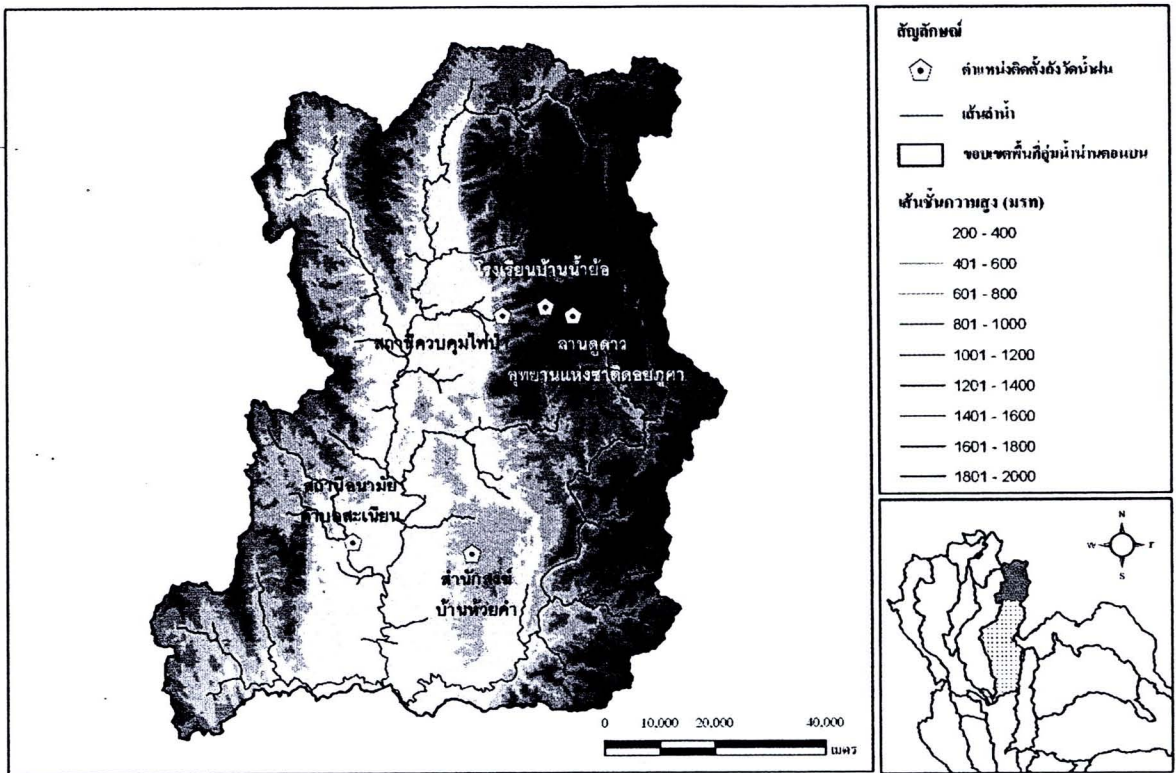 โรงเรียนบ้านน้ำย้อ
สถานีควบคุมไฟป่า
ลานดูดาว
อุทยานแห่งชาติดอยภูคา
สถานีอนามัย
ตำบลสะเนียน
สำนักสงฆ์
บ้านห้วยคำ
0 10,000 20,000 40,000
เมตร
สัญลักษณ์
ตำแหน่งติดตั้งถังวัดน้ำฝน
เส้นลำน้ำ
ขอบเขตพื้นที่ลุ่มน้ำน่านตอนบน
เส้นชั้นความสูง (มรท)
200 - 400
401 - 600
601 - 800
801 - 1000
1001 - 1200
1201 - 1400
1401 - 1600
1601 - 1800
1801 - 2000
N
W E
S